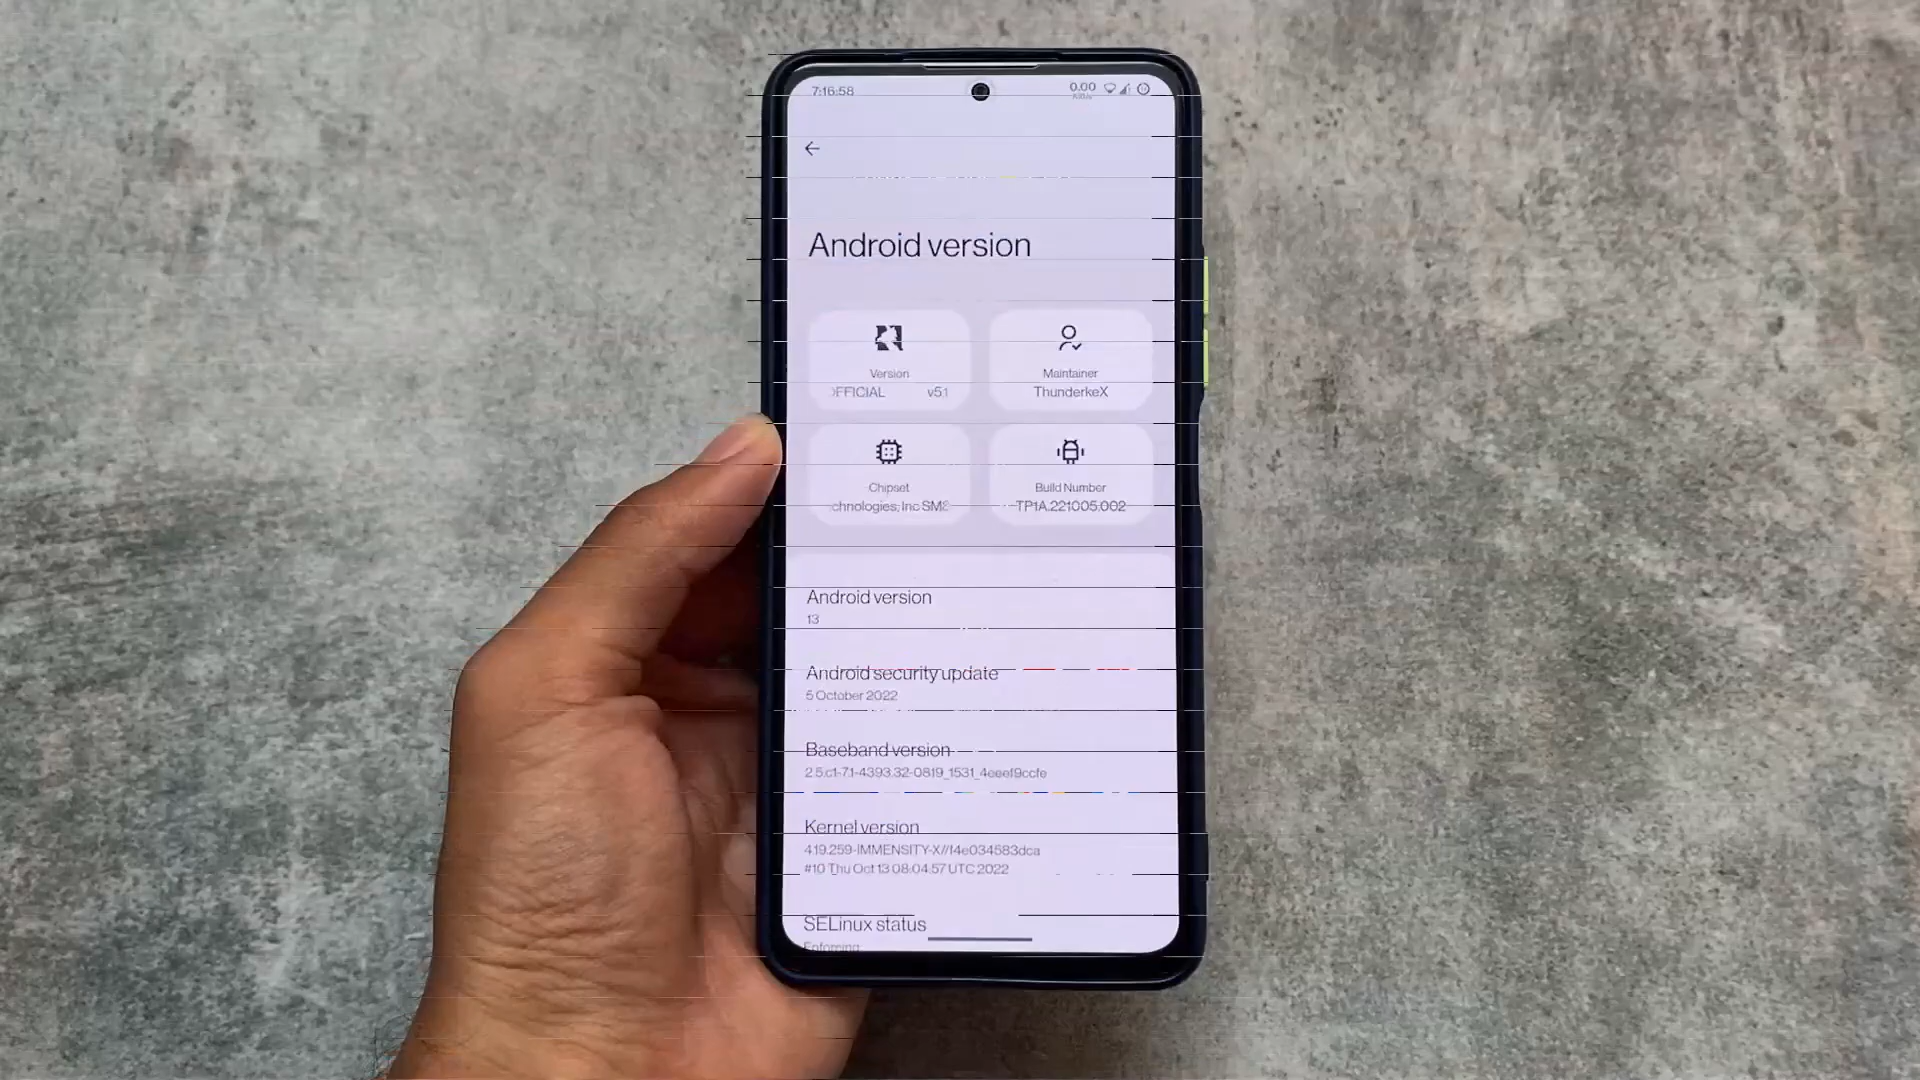 7:16:58
0.00
Android version
Version
FFICIAL v5.1
Maintainer
ThunderkeX
Chipset
chnologies, Inc SM8
Build Number
TP1A.221005.002
Android version
13
Android security update
5 October 2022
Baseband version
2.5.c1-7.1-4393.32-0819_1531_4eeef9ccfe
Kernel version
4.19.259-IMMENSITY-X//f4e034583dca
#10 Thu Oct 13 08:04:57 UTC 2022
SELinux status
Enforcing